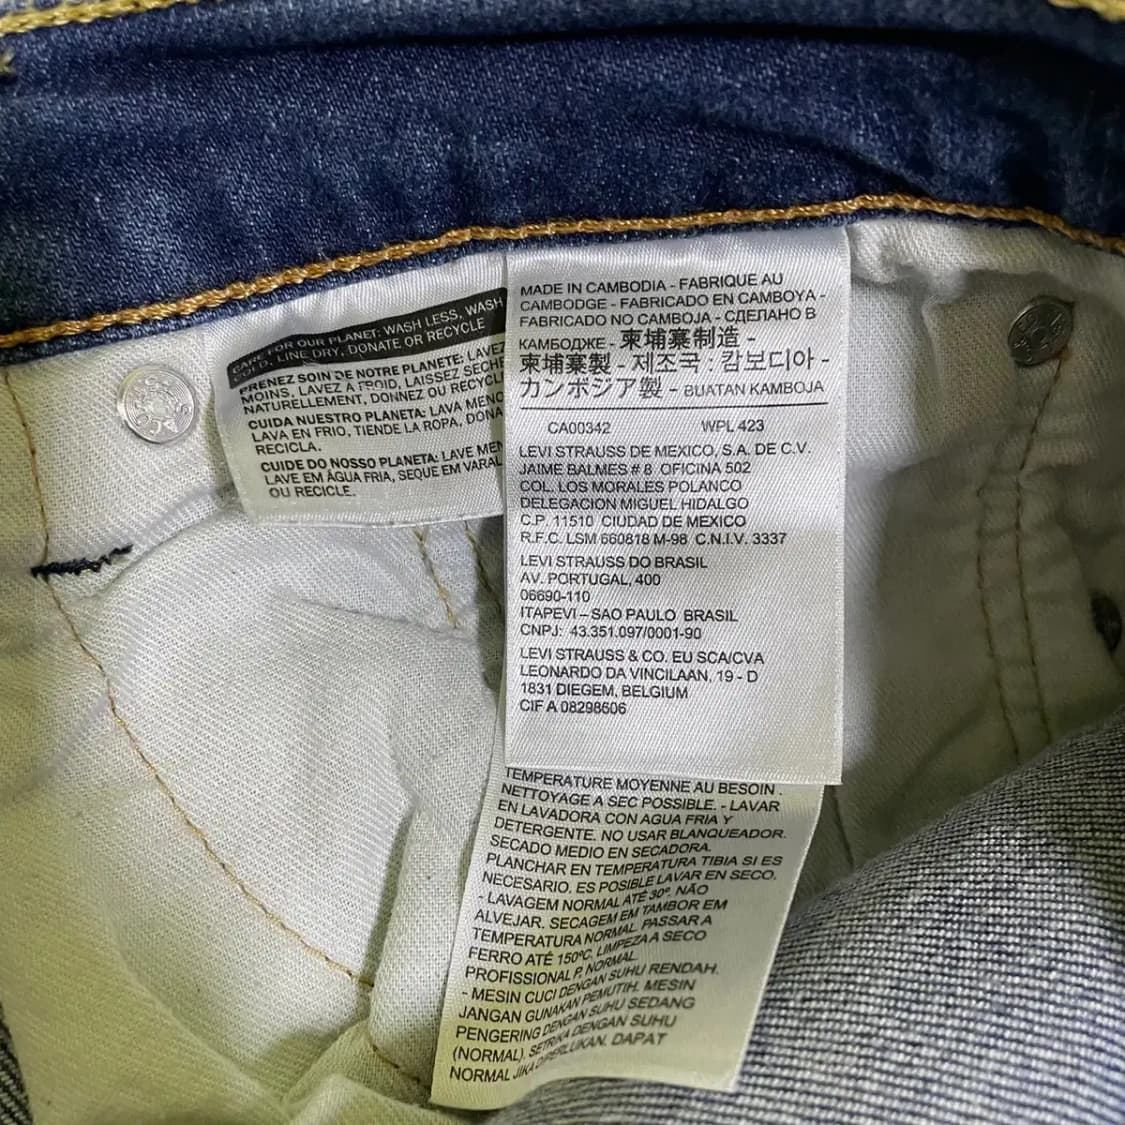 CARE FOR OUR PLANET: WASH LESS, WASH
COLD, LINE DRY, DONATE OR RECYCLE
PRENEZ SOIN DE NOTRE PLANETE: LAVEZ
MOINS, LAVEZ A FROID, LAISSEZ SÉCHE
NATURELLEMENT, DONNEZ OU RECYCL
CUIDA NUESTRO PLANETA: LAVA MENO
LAVA EN FRIO, TIENDE LA ROPA, DONA
RECICLA.
CUIDE DO NOSSO PLANETA: LAVE MEN
LAVE EM ÁGUA FRIA, SEQUE EM VARAL
OU RECICLE.
MADE IN CAMBODIA - FABRIQUE AU
CAMBODGE - FABRICADO EN CAMBOYA -
FABRICADO NO CAMBOJA - СДЕЛАНО В
КАМБОДЖЕ - 柬埔寨制造 -
柬埔寨製 - 제조국 : 캄보디아 -
カンボジア製 - BUATAN KAMBOJA
CA00342 WPL 423
LEVI STRAUSS DE MEXICO, S.A. DE C.V.
JAIME BALMES # 8 OFICINA 502
COL. LOS MORALES POLANCO
DELEGACION MIGUEL HIDALGO
C.P. 11510 CIUDAD DE MEXICO
R.F.C. LSM 660818 M-98 C.N.I.V. 3337
LEVI STRAUSS DO BRASIL
AV. PORTUGAL, 400
06690-110
ITAPEVI – SAO PAULO BRASIL
CNPJ: 43.351.097/0001-90
LEVI STRAUSS & CO. EU SCA/CVA
LEONARDO DA VINCILAAN, 19 - D
1831 DIEGEM, BELGIUM
CIF A 08298606
TEMPERATURE MOYENNE AU BESOIN .
NETTOYAGE A SEC POSSIBLE. - LAVAR
EN LAVADORA CON AGUA FRIA Y
DETERGENTE. NO USAR BLANQUEADOR.
SECADO MEDIO EN SECADORA.
PLANCHAR EN TEMPERATURA TIBIA SI ES
NECESARIO. ES POSIBLE LAVAR EN SECO.
- LAVAGEM NORMAL ATÉ 30º. NÃO
ALVEJAR. SECAGEM EM TAMBOR EM
TEMPERATURA NORMAL. PASSAR A
FERRO ATÉ 150ºC. LIMPEZA A SECO
PROFISSIONAL P, NORMAL.
- MESIN CUCI DENGAN SUHU RENDAH.
JANGAN GUNAKAN PEMUTIH. MESIN
PENGERING DENGAN SUHU SEDANG
(NORMAL). SETRIKA DENGAN SUHU
NORMAL JIKA DIPERLUKAN. DAPAT